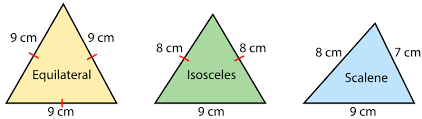 9 cm
9 cm
Equilateral
9 cm
8 cm
8 cm
Isosceles
9 cm
8 cm
7 cm
Scalene
9 cm